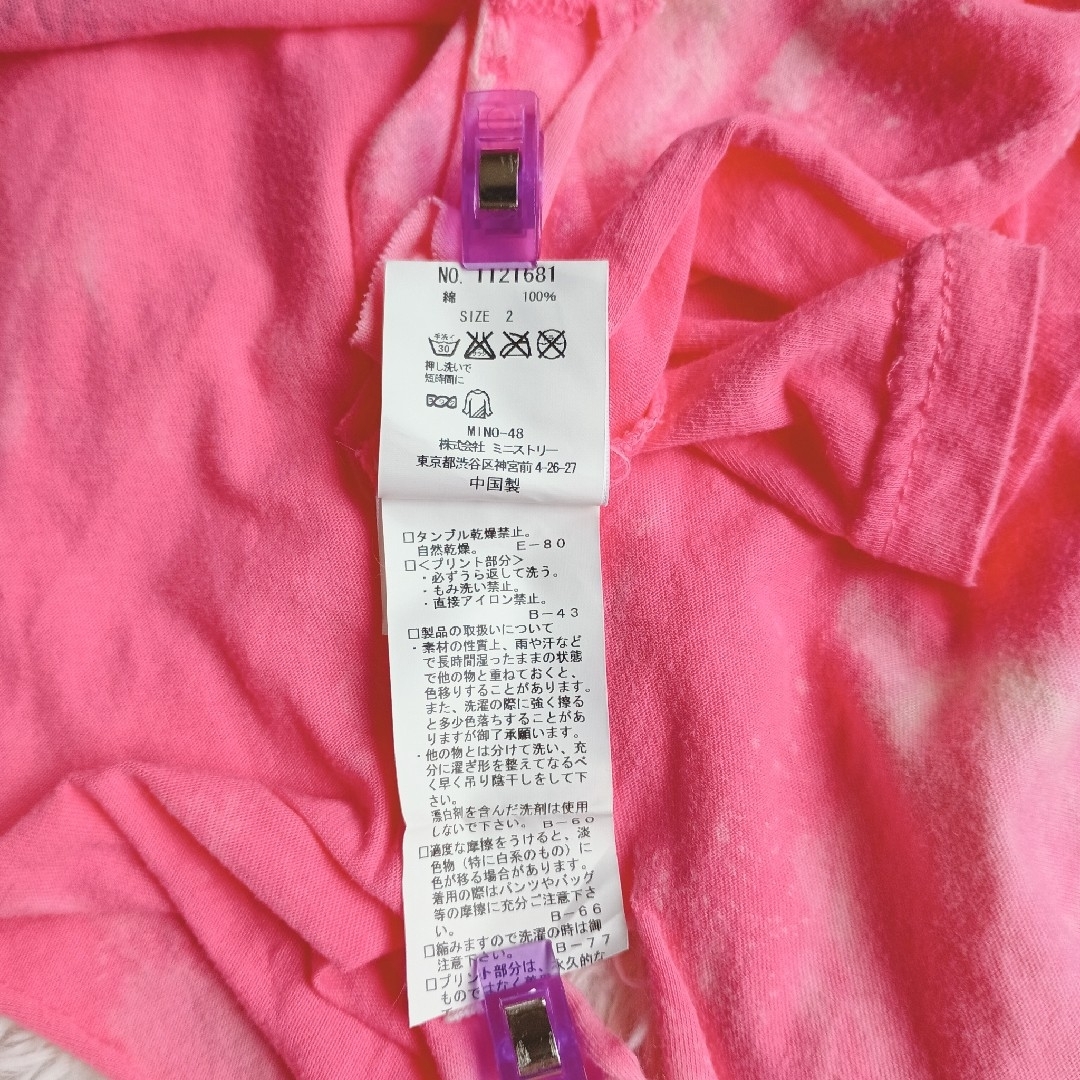 NO. 1121681
綿 100%
SIZE 2
手洗イ
30
押し洗いで
短時間に
MINO-48
株式会社 ミニストリー
東京都渋谷区神宮前4-26-27
中国製
□タンブル乾燥禁止。
自然乾燥。 E-80
□<プリント部分>
・必ずうら返して洗う。
・もみ洗い禁止。
・直接アイロン禁止。
B-43
□製品の取扱いについて
・素材の性質上、雨や汗など
で長時間湿ったままの状態
で他の物と重ねておくと、
色移りすることがあります。
また、洗濯の際に強く擦る
と多少色落ちすることがあ
りますが御了承願います。
・他の物とは分けて洗い、充
分に濯ぎ形を整えてなるべ
く早く吊り陰干しをして下
さい。
漂白剤を含んだ洗剤は使用
しないで下さい。 B-60
□過度な摩擦をうけると、淡
色物（特に白系のもの）に
色が移る場合があります。
着用の際はパンツやバッグ
等の摩擦に充分ご注意下さ
い。 B-66
□縮みますので洗濯の時は御
注意下さい。 B-77
□プリント部分は、永久的な
ものではなく